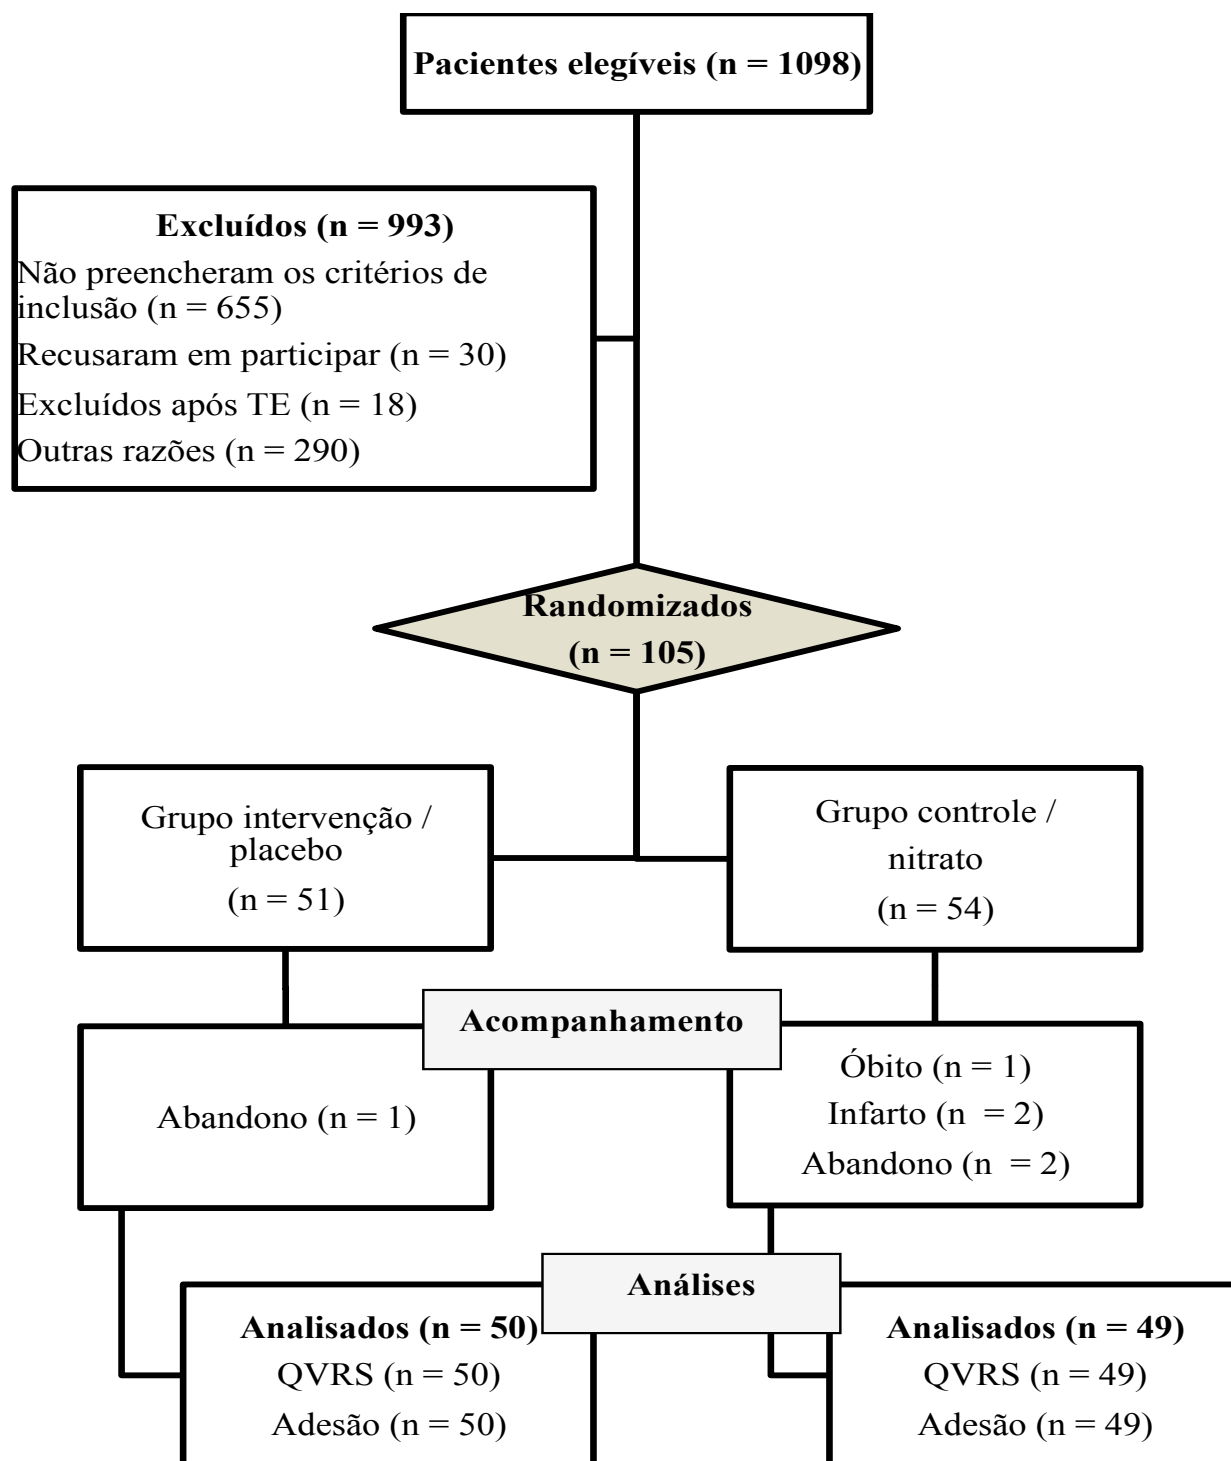 Pacientes elegíveis (n = 1098)
Excluídos (n = 993)
Não preencheram os critérios de
inclusão (n = 655)
Recusaram em participar (n = 30)
Excluídos após TE (n = 18)
Outras razões (n = 290)
Randomizados
(n = 105)
Grupo intervenção /
placebo
(n = 51)
Grupo controle /
nitrato
(n = 54)
Acompanhamento
Abandono (n = 1)
Óbito (n = 1)
Infarto (n  = 2)
Abandono (n  = 2)
Análises
Analisados (n = 50)
QVRS (n = 50)
Adesão (n = 50)
Analisados (n = 49)
QVRS (n = 49)
Adesão (n = 49)